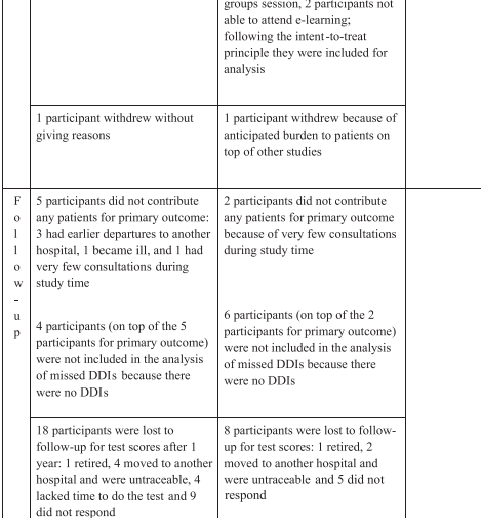 groups session, 2 participants not
able to attend e-learning;
following the intent-to-treat
principle they were included for
analysis
1 participant withdrew without
giving reasons
1 participant withdrew because of
anticipated burden to patients on
top of other studies
F
o
l
l
o
w
-
u
p
5 participants did not contribute
any patients for primary outcome:
3 had earlier departures to another
hospital, 1 became ill, and 1 had
very few consultations during
study time
4 participants (on top of the 5
participants for primary outcome)
were not included in the analysis
of missed DDIs because there
were no DDIs
2 participants did not contribute
any patients for primary outcome
because of very few consultations
during study time
6 participants (on top of the 2
participants for primary outcome)
were not included in the analysis
of missed DDIs because there
were no DDIs
18 participants were lost to
follow-up for test scores after 1
year: 1 retired, 4 moved to another
hospital and were untraceable, 4
lacked time to do the test and 9
did not respond
8 participants were lost to follow-
up for test scores: 1 retired, 2
moved to another hospital and
were untraceable and 5 did not
respond